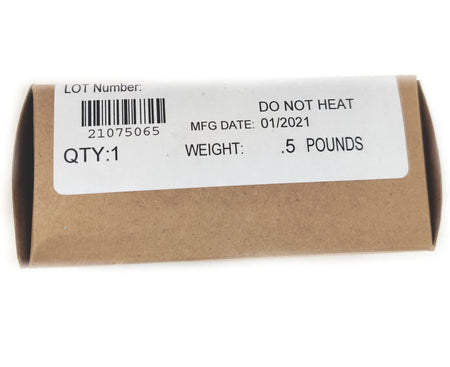 LOT Number:
DO NOT HEAT
21075065
MFG DATE: 01/2021
QTY:1
WEIGHT: .5 POUNDS